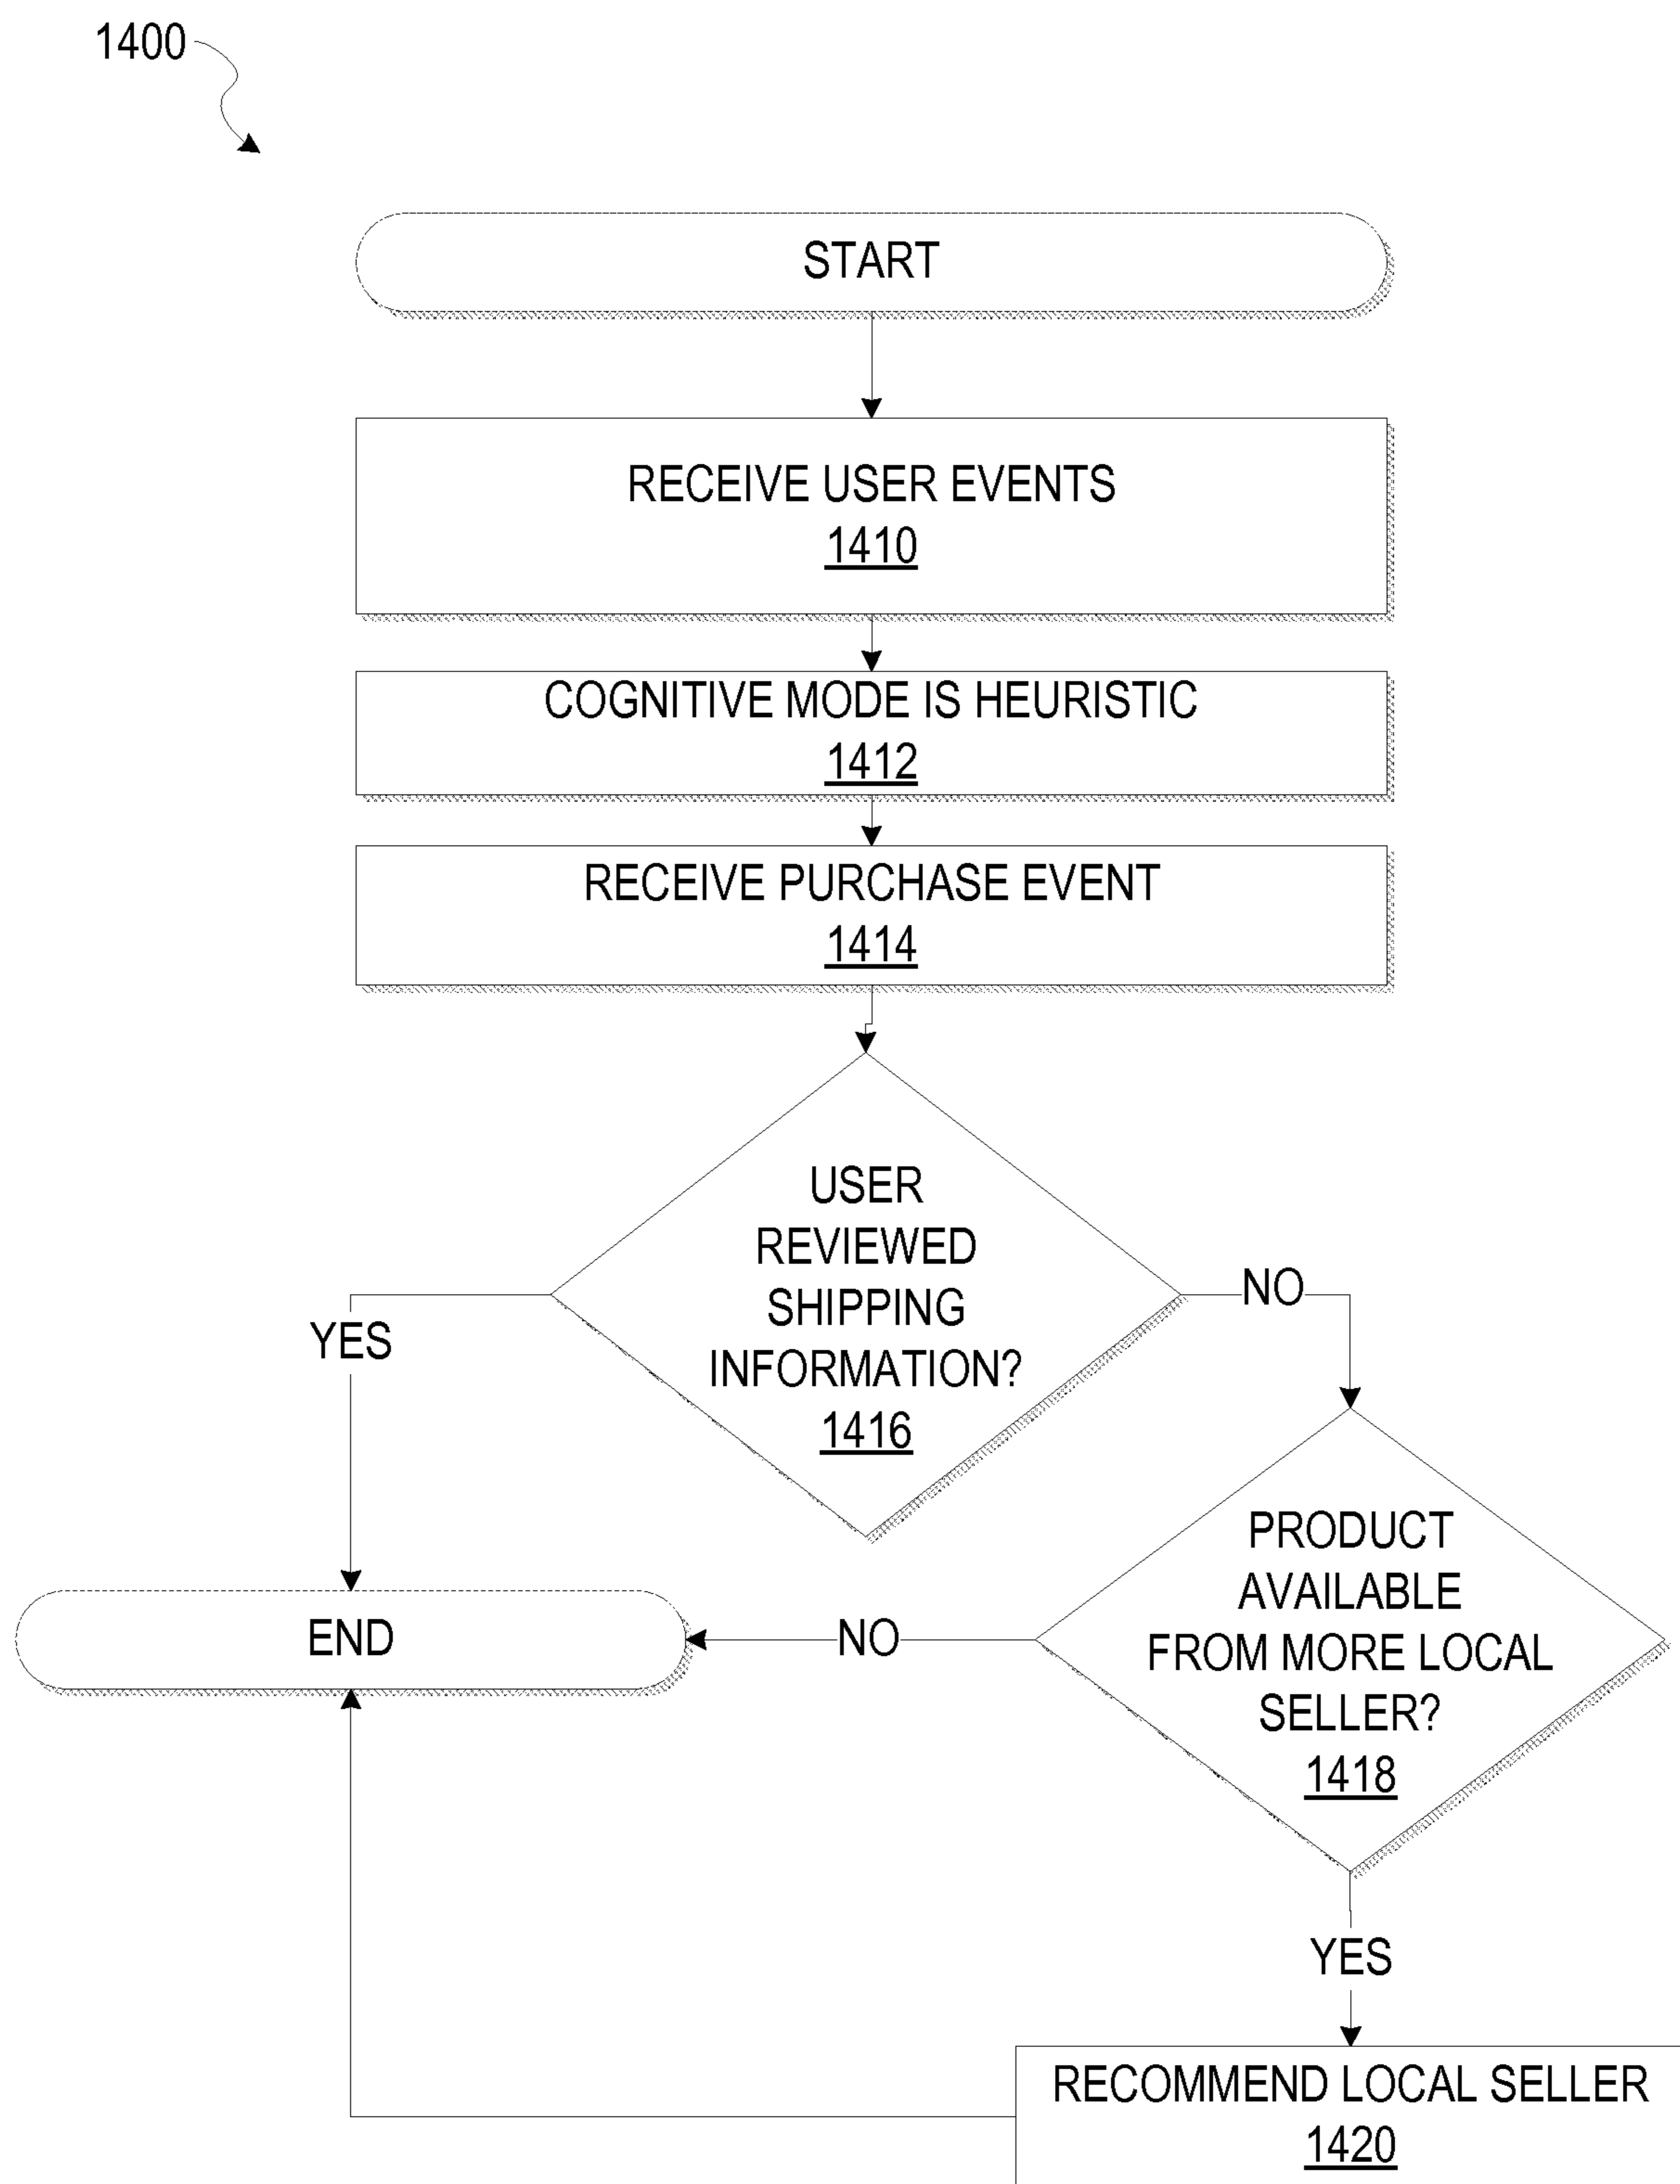 1400
START
RECEIVE USER EVENTS
1410
COGNITIVE MODE IS HEURISTIC
1412
RECEIVE PURCHASE EVENT
1414
USER
REVIEWED
SHIPPING
INFORMATION?
1416
YES
NO
PRODUCT
AVAILABLE
FROM MORE LOCAL
SELLER?
1418
NO
END
YES
RECOMMEND LOCAL SELLER
1420